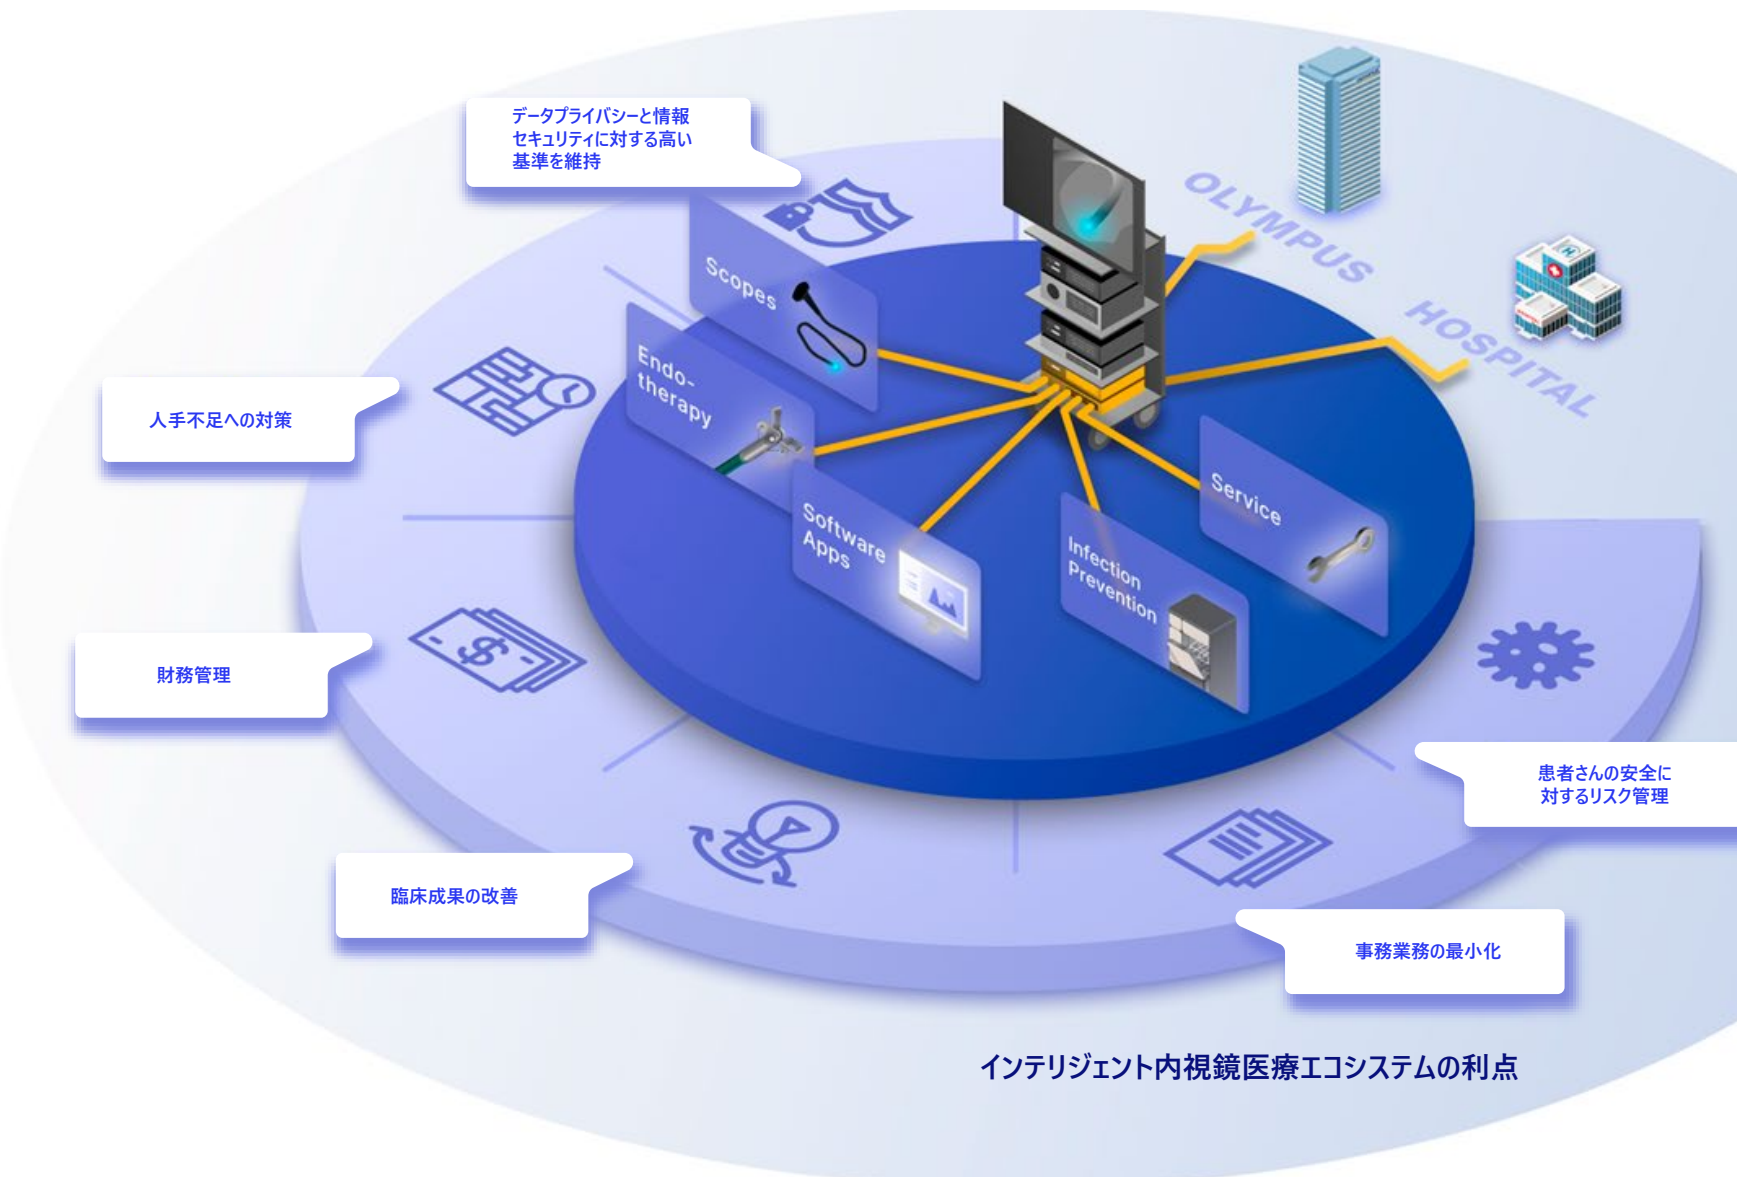 データプライバシーと情報
セキュリティに対する高い
基準を維持
OLYMPUS
HOSPITAL
Scopes
Endo-
therapy
人手不足への対策
Software
Apps
Infection
Prevention
Service
財務管理
患者さんの安全に
対するリスク管理
臨床成果の改善
事務業務の最小化
インテリジェント内視鏡医療エコシステムの利点